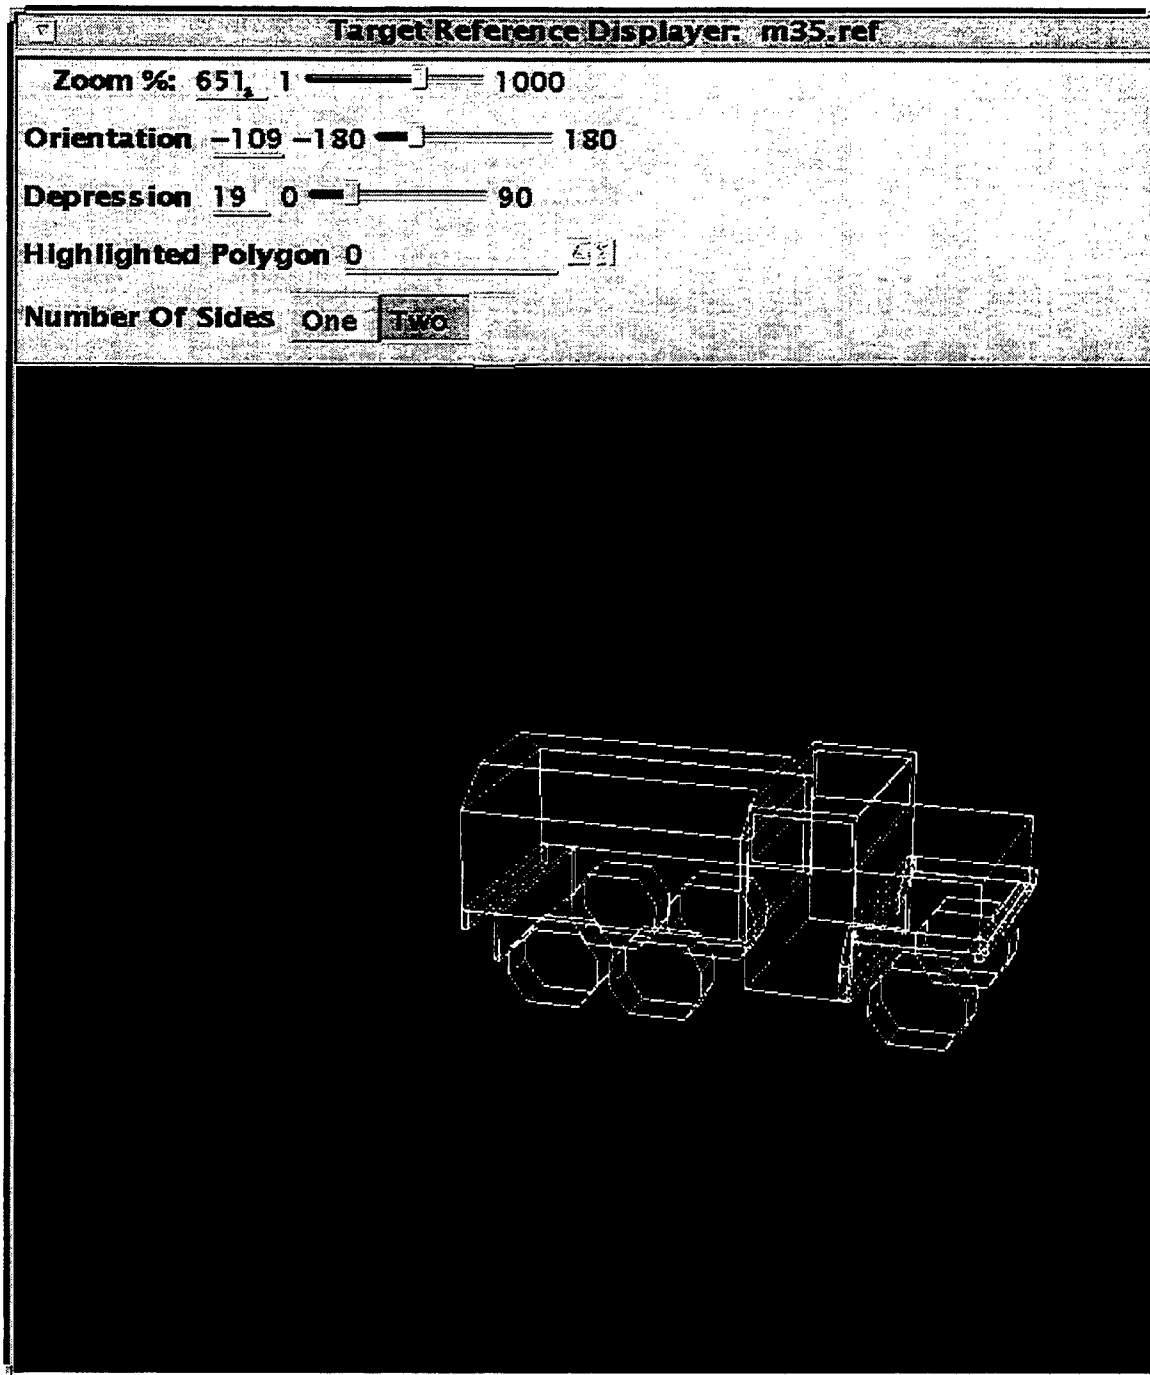 Target Reference Displayer: m35.ref
Zoom %: 651 1 1000
Orientation -109 -180 180
Depression 19 0 90
Highlighted Polygon 0
Number Of Sides One Two